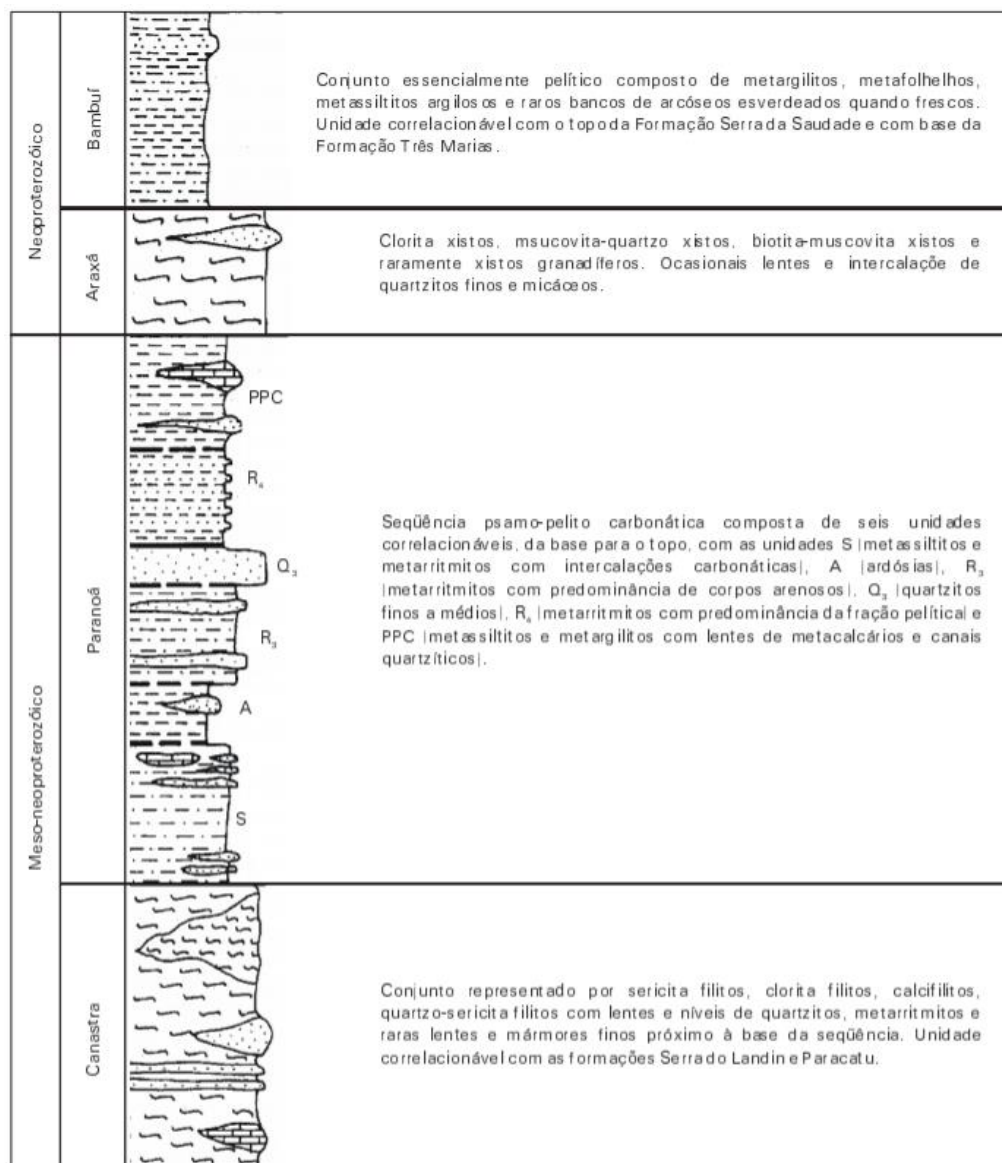 Neoproterozóico
Bambuí
Conjunto essencialmente pelítico composto de metargilitos, metafolhelhos,
metassiltitos argilosos e raros bancos de arcóseos esverdeados quando frescos.
Unidade correlacionável com o topo da Formação Serra da Saudade e com base da
Formação Três Marias.
Araxá
Clorita xistos, msucovita-quartzo xistos, biotita-muscovita xistos e
raramente xistos granadíferos. Ocasionais lentes e intercalaçõe de
quartzitos finos e micáceos.
Meso-neoproterozóico
Paranoá
PPC
R₄
Q₃
R₃
A
S
Seqüência psamo-pelito carbonática composta de seis unidades
correlacionáveis, da base para o topo, com as unidades S |metassiltitos e
metarritmitos com intercalações carbonáticas|, A |ardósias|, R₃
|metarritmitos com predominância de corpos arenosos|, Q₃ |quartzitos
finos a médios|, R₄ |metarritmitos com predominância da fração pelítica| e
PPC |metassiltitos e metargilitos com lentes de metacalcários e canais
quartzíticos|.
Canastra
Conjunto representado por sericita filitos, clorita filitos, calcifilitos,
quartzo-sericita filitos com lentes e níveis de quartzitos, metarritmitos e
raras lentes e mármores finos próximo à base da seqüência. Unidade
correlacionável com as formações Serra do Landin e Paracatu.